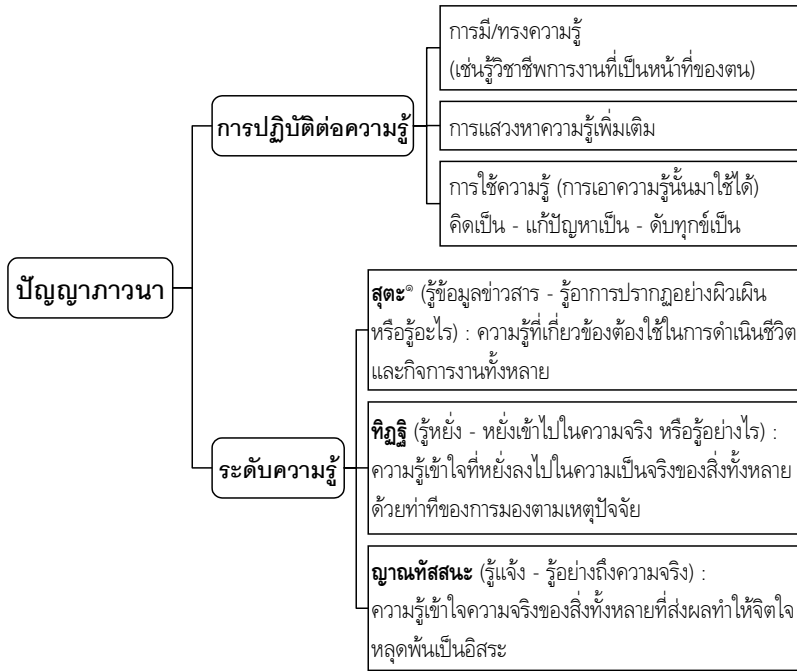 การมี/ทรงความรู้
(เช่นรู้วิชาชีพการงานที่เป็นหน้าที่ของตน)
การปฏิบัติต่อความรู้
การแสวงหาความรู้เพิ่มเติม
การใช้ความรู้ (การเอาความรู้นั้นมาใช้ได้)
คิดเป็น - แก้ปัญหาเป็น - ดับทุกข์เป็น
ปัญญาภาวนา
สุตะ๑ (รู้ข้อมูลข่าวสาร - รู้อาการปรากฏอย่างผิวเผิน
หรือรู้อะไร) : ความรู้ที่เกี่ยวข้องต้องใช้ในการดำเนินชีวิต
และกิจการงานทั้งหลาย
ระดับความรู้
ทิฏฐิ (รู้หยั่ง - หยั่งเข้าไปในความจริง หรือรู้อย่างไร) :
ความรู้เข้าใจที่หยั่งลงไปในความเป็นจริงของสิ่งทั้งหลาย
ด้วยท่าทีของการมองตามเหตุปัจจัย
ญาณทัสสนะ (รู้แจ้ง - รู้อย่างถึงความจริง) :
ความรู้เข้าใจความจริงของสิ่งทั้งหลายที่ส่งผลทำให้จิตใจ
หลุดพ้นเป็นอิสระ